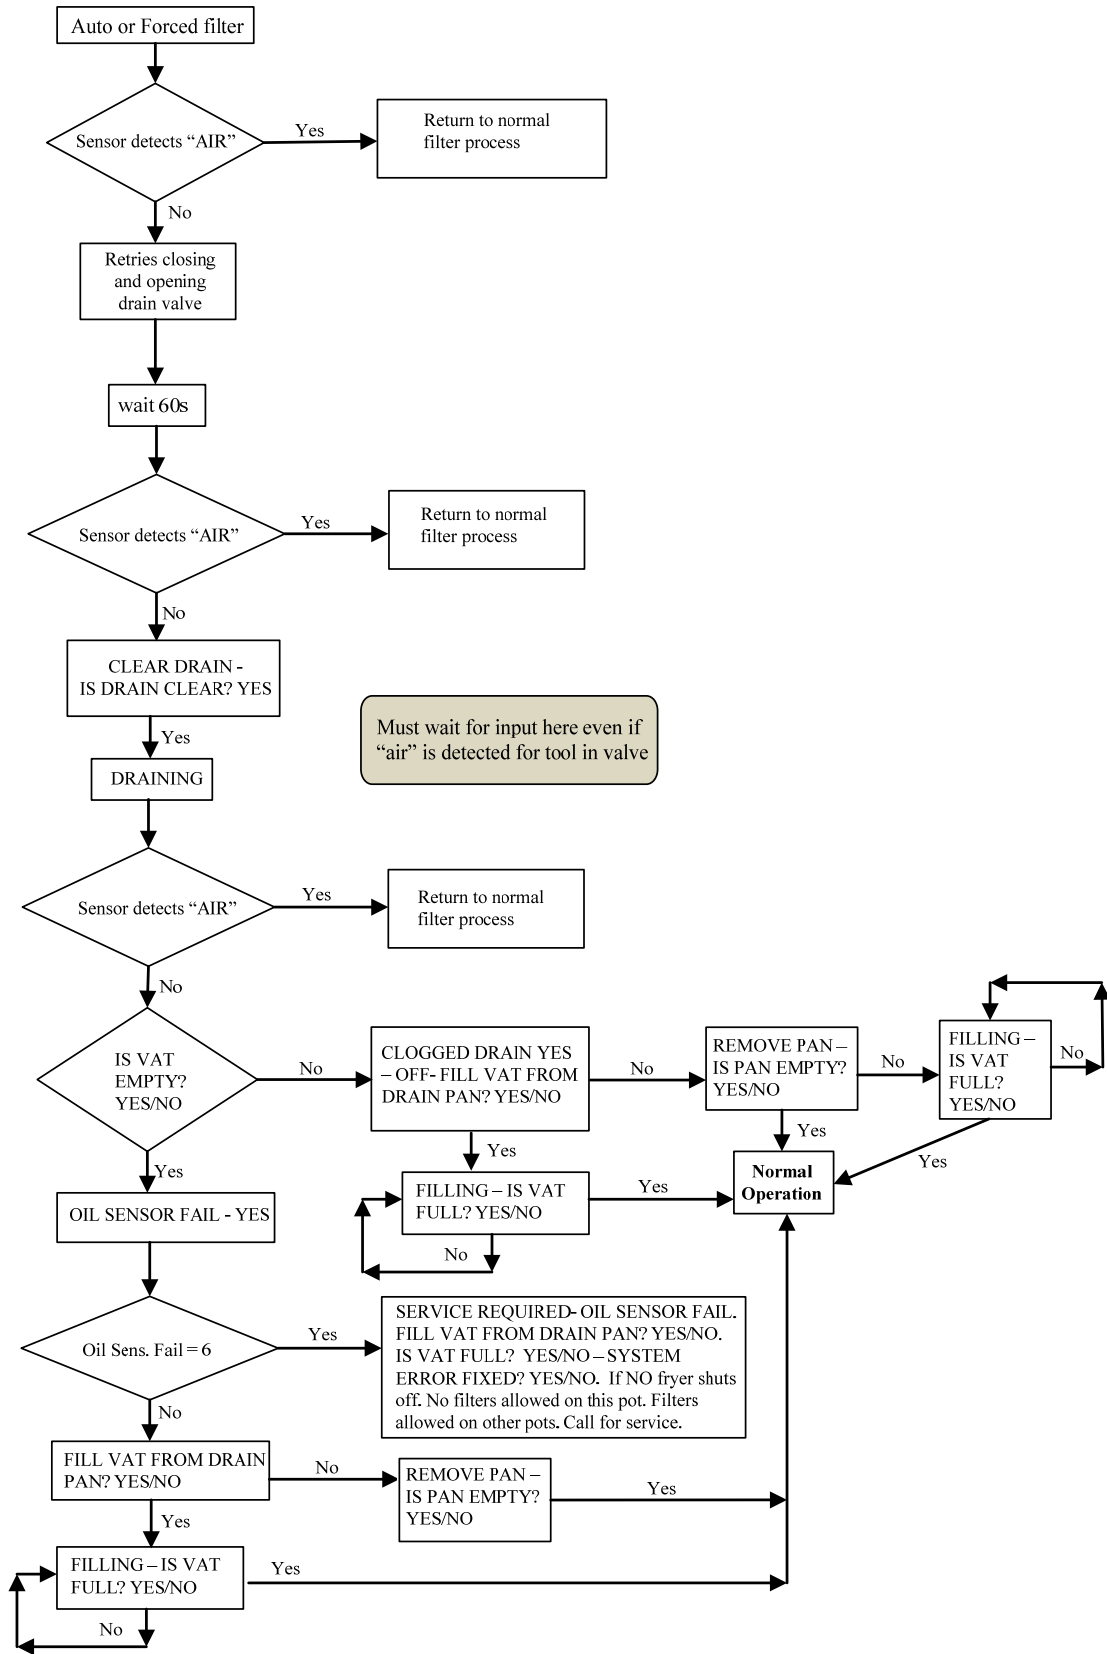 Auto or Forced filter
Sensor detects “AIR”
Yes
Return to normal
filter process
No
Retries closing
and opening
drain valve
wait 60s
Sensor detects “AIR”
Yes
Return to normal
filter process
No
CLEAR DRAIN -
IS DRAIN CLEAR? YES
Must wait for input here even if
“air” is detected for tool in valve
Yes
DRAINING
Sensor detects “AIR”
Yes
Return to normal
filter process
No
IS VAT
EMPTY?
YES/NO
No
CLOGGED DRAIN YES
– OFF- FILL VAT FROM
DRAIN PAN? YES/NO
No
REMOVE PAN –
IS PAN EMPTY?
YES/NO
No
FILLING –
IS VAT
FULL?
YES/NO
No
Yes
Yes
Yes
Yes
Normal
Operation
OIL SENSOR FAIL - YES
FILLING – IS VAT
FULL? YES/NO
Yes
No
Oil Sens. Fail = 6
Yes
SERVICE REQUIRED- OIL SENSOR FAIL.
FILL VAT FROM DRAIN PAN? YES/NO.
IS VAT FULL? YES/NO – SYSTEM
ERROR FIXED? YES/NO. If NO fryer shuts
off. No filters allowed on this pot. Filters
allowed on other pots. Call for service.
No
FILL VAT FROM DRAIN
PAN? YES/NO
No
REMOVE PAN –
IS PAN EMPTY?
YES/NO
Yes
Yes
FILLING – IS VAT
FULL? YES/NO
Yes
No